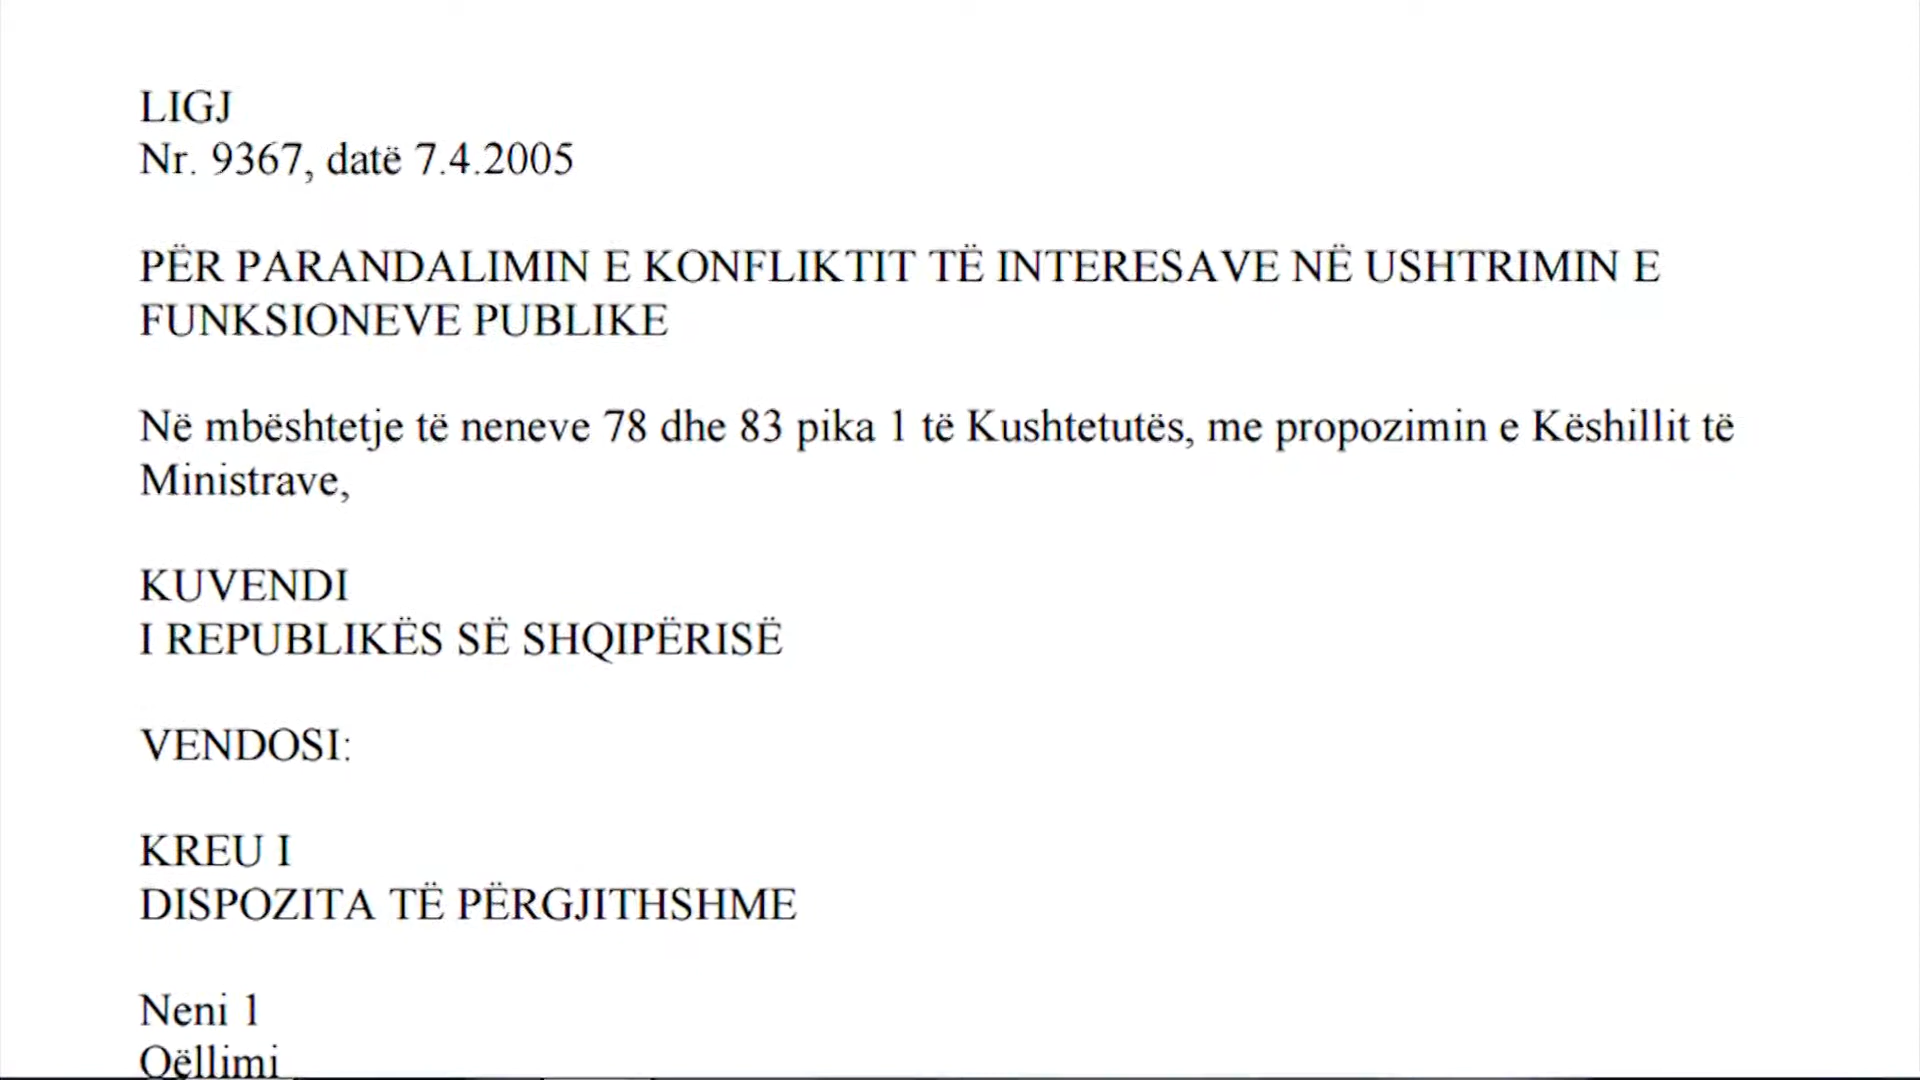 LIGJ
Nr. 9367, datë 7.4.2005
PËR PARANDALIMIN E KONFLIKTIT TË INTERESAVE NË USHTRIMIN E
FUNKSIONEVE PUBLIKE
Në mbështetje të neneve 78 dhe 83 pika 1 të Kushtetutës, me propozimin e Këshillit të
Ministrave,
KUVENDI
I REPUBLIKËS SË SHQIPËRISË
VENDOSI:
KREU I
DISPOZITA TË PËRGJITHSHME
Neni 1
Qëllimi